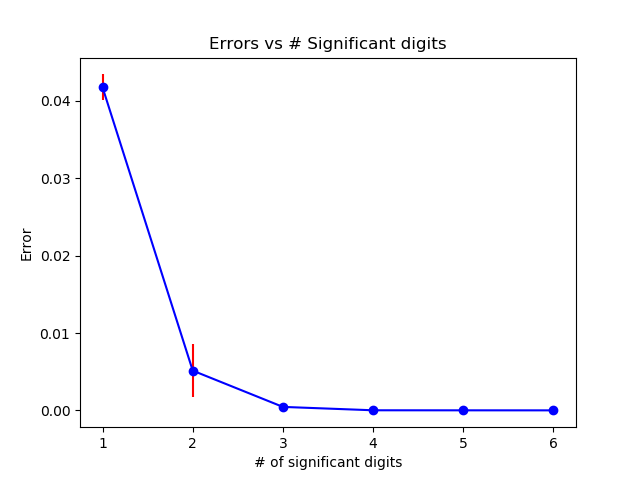 Errors vs # Significant digits
0.04
0.03
0.02
0.01
0.00
Error
1 2 3 4 5 6
# of significant digits